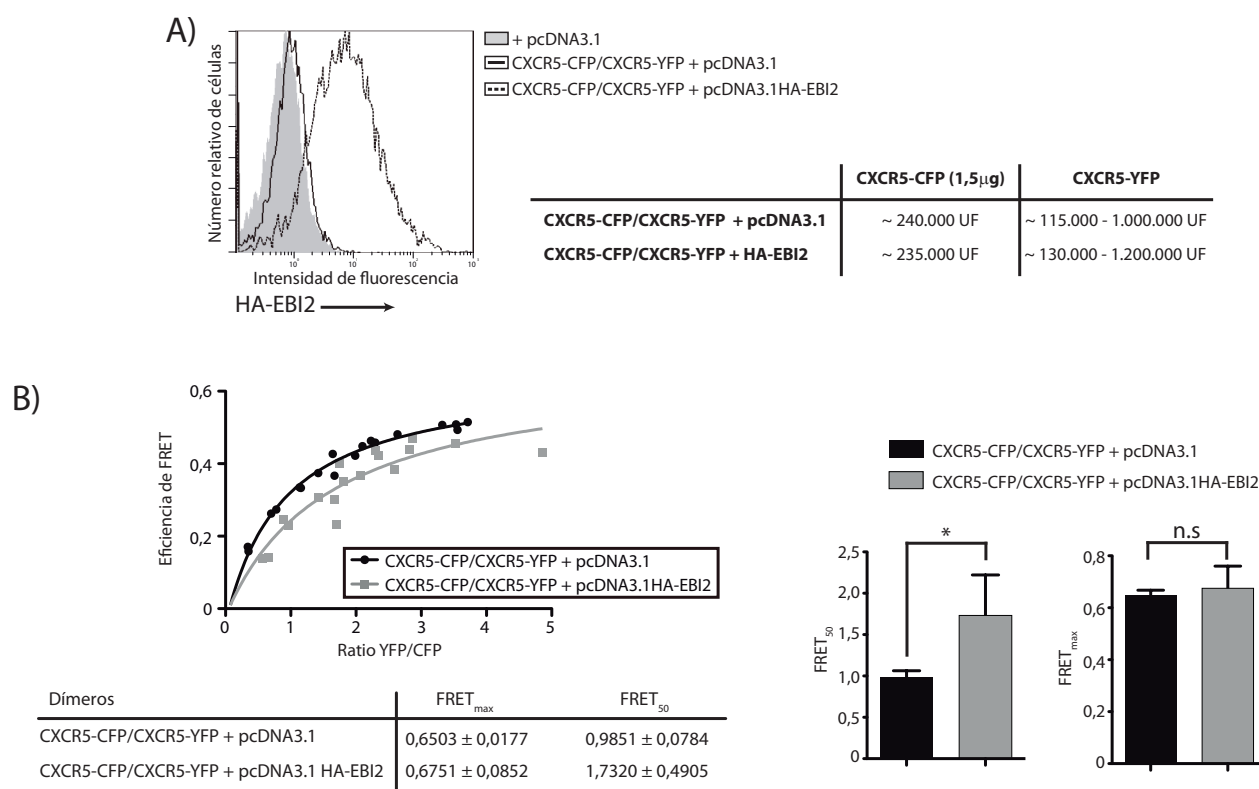 A)
Número relativo de células
10¹ 10² 10³ 10⁴
Intensidad de fluorescencia
HA-EBI2
+ pcDNA3.1
CXCR5-CFP/CXCR5-YFP + pcDNA3.1
CXCR5-CFP/CXCR5-YFP + pcDNA3.1HA-EBI2
CXCR5-CFP (1,5µg) CXCR5-YFP
CXCR5-CFP/CXCR5-YFP + pcDNA3.1 ~ 240.000 UF ~ 115.000 - 1.000.000 UF
CXCR5-CFP/CXCR5-YFP + HA-EBI2 ~ 235.000 UF ~ 130.000 - 1.200.000 UF
B)
Eficiencia de FRET
0,6
0,4
0,2
0
0 1 2 3 4 5
Ratio YFP/CFP
CXCR5-CFP/CXCR5-YFP + pcDNA3.1
CXCR5-CFP/CXCR5-YFP + pcDNA3.1HA-EBI2
CXCR5-CFP/CXCR5-YFP + pcDNA3.1
CXCR5-CFP/CXCR5-YFP + pcDNA3.1HA-EBI2
FRET50
2,5
2,0
1,5
1,0
0,5
0
*
FRETmax
0,8
0,6
0,4
0,2
0
n.s
Dímeros FRETmax FRET50
CXCR5-CFP/CXCR5-YFP + pcDNA3.1 0,6503 ± 0,0177 0,9851 ± 0,0784
CXCR5-CFP/CXCR5-YFP + pcDNA3.1 HA-EBI2 0,6751 ± 0,0852 1,7320 ± 0,4905